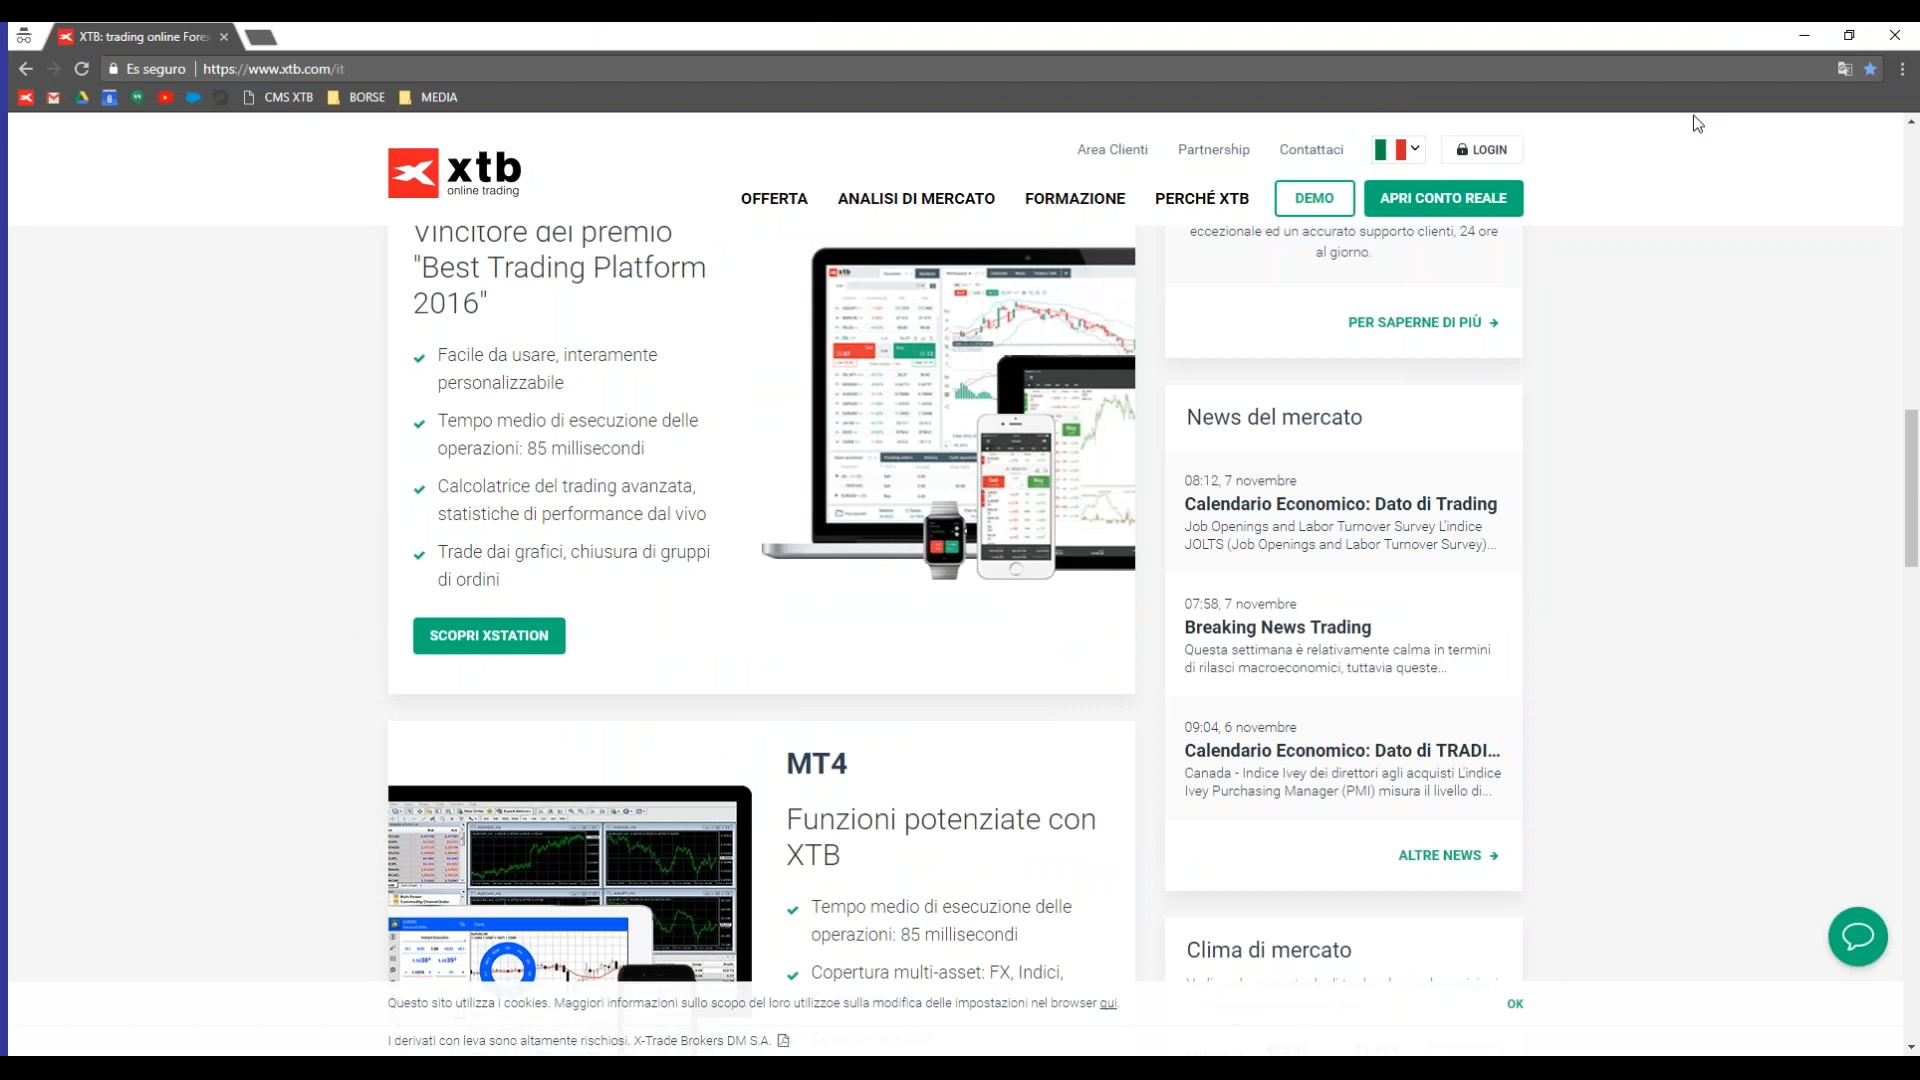 XTB: trading online Fore
Es seguro
https://www.xtb.com/it
CMS XTB
BORSE
MEDIA
Area Clienti
Partnership
Contattaci
LOGIN
xtb
online trading
OFFERTA
ANALISI DI MERCATO
FORMAZIONE
PERCHÉ XTB
DEMO
APRI CONTO REALE
Vincitore del premio
"Best Trading Platform
2016"
Facile da usare, interamente
personalizzabile
Tempo medio di esecuzione delle
operazioni: 85 millisecondi
Calcolatrice del trading avanzata,
statistiche di performance dal vivo
Trade dai grafici, chiusura di gruppi
di ordini
SCOPRI XSTATION
eccezionale ed un accurato supporto clienti, 24 ore
al giorno.
PER SAPERNE DI PIÙ
News del mercato
08:12, 7 novembre
Calendario Economico: Dato di Trading
Job Openings and Labor Turnover Survey L'indice
JOLTS (Job Openings and Labor Turnover Survey)...
07:58, 7 novembre
Breaking News Trading
Questa settimana è relativamente calma in termini
di rilasci macroeconomici, tuttavia queste...
09:04, 6 novembre
Calendario Economico: Dato di TRADI...
Canada - Indice Ivey dei direttori agli acquisti L'indice
Ivey Purchasing Manager (PMI) misura il livello di...
ALTRE NEWS
MT4
Funzioni potenziate con
XTB
Tempo medio di esecuzione delle
operazioni: 85 millisecondi
Copertura multi-asset: FX, Indici,
Clima di mercato
Questo sito utilizza i cookies. Maggiori informazioni sullo scopo del loro utilizzoe sulla modifica delle impostazioni nel browser qui.
OK
I derivati con leva sono altamente rischiosi. X-Trade Brokers DM S.A.